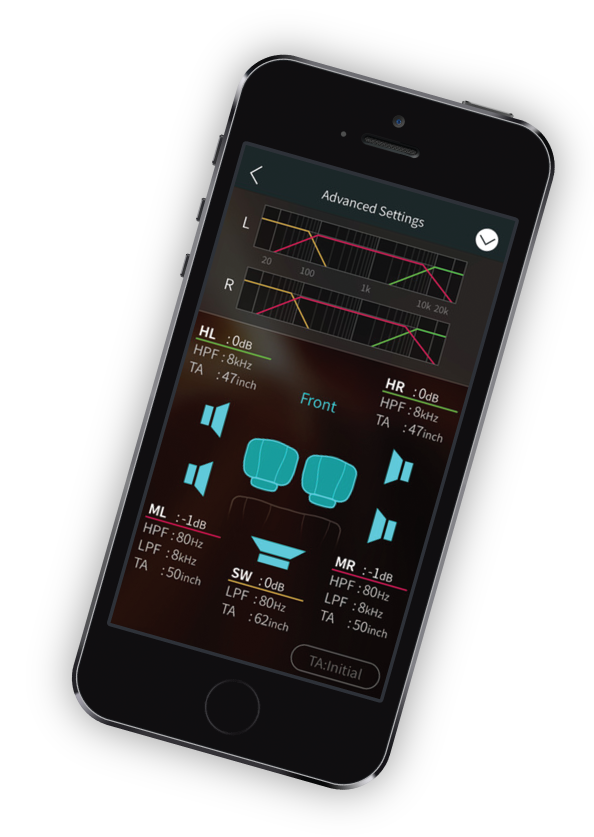 Advanced Settings
L
20 100 1k 10k 20k
R
HL :0dB
HPF :8kHz
TA :47inch
HR :0dB
HPF :8kHz
TA :47inch
Front
ML :-1dB
HPF :80Hz
LPF :8kHz
TA :50inch
SW :0dB
LPF :80Hz
TA :62inch
MR :-1dB
HPF :80Hz
LPF :8kHz
TA :50inch
TA:Initial